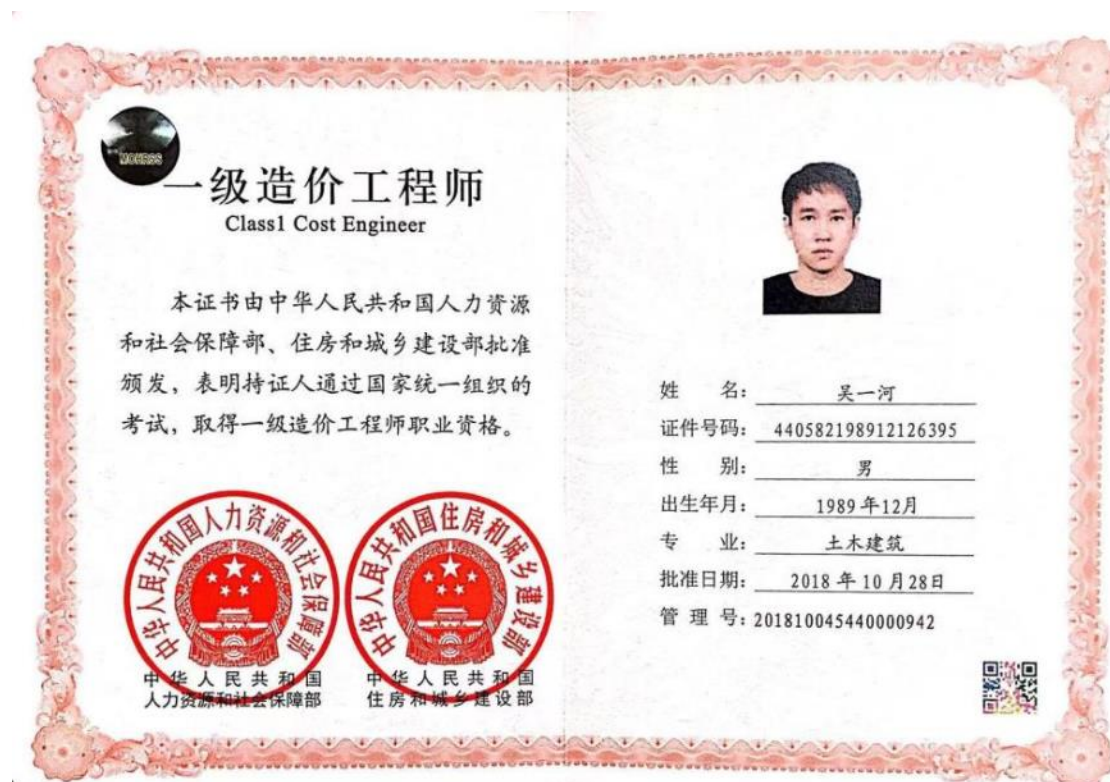 MOHRSS
一级造价工程师
Class1 Cost Engineer
本证书由中华人民共和国人力资源
和社会保障部、住房和城乡建设部批准
颁发，表明持证人通过国家统一组织的
考试，取得一级造价工程师职业资格。
中华人民共和国人力资源和社会保障部
中华人民共和国住房和城乡建设部
中华人民共和国
人力资源和社会保障部
中华人民共和国
住房和城乡建设部
姓 名： 吴一河
证件号码： 440582198912126395
性 别： 男
出生年月： 1989年12月
专 业： 土木建筑
批准日期： 2018年10月28日
管 理 号：201810045440000942